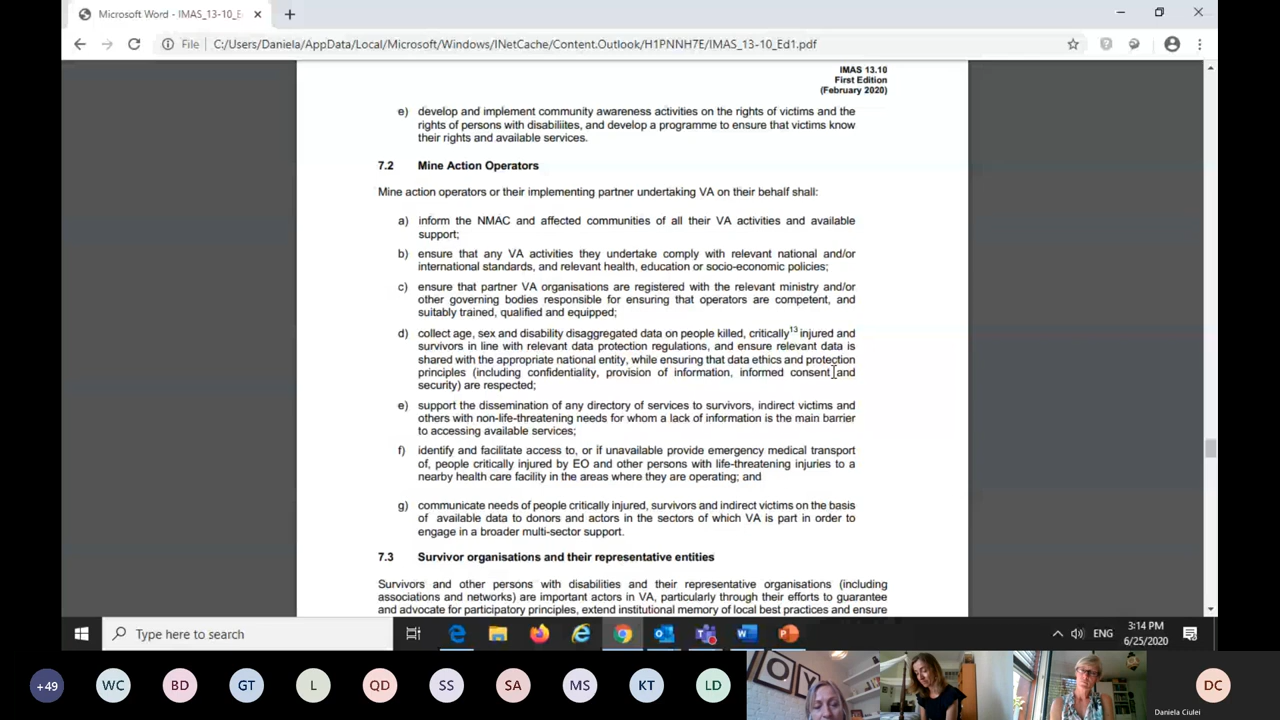 Microsoft Word - IMAS_13-10_Ed
File C:/Users/Daniela/AppData/Local/Microsoft/Windows/INetCache/Content.Outlook/H1PNNH7E/IMAS_13-10_Ed1.pdf
IMAS 13.10
First Edition
(February 2020)
e) develop and implement community awareness activities on the rights of victims and the
rights of persons with disabiliites, and develop a programme to ensure that victims know
their rights and available services.
7.2 Mine Action Operators
Mine action operators or their implementing partner undertaking VA on their behalf shall:
a) inform the NMAC and affected communities of all their VA activities and available
support;
b) ensure that any VA activities they undertake comply with relevant national and/or
international standards, and relevant health, education or socio-economic policies;
c) ensure that partner VA organisations are registered with the relevant ministry and/or
other governing bodies responsible for ensuring that operators are competent, and
suitably trained, qualified and equipped;
d) collect age, sex and disability disaggregated data on people killed, critically13 injured and
survivors in line with relevant data protection regulations, and ensure relevant data is
shared with the appropriate national entity, while ensuring that data ethics and protection
principles (including confidentiality, provision of information, informed consent and
security) are respected;
e) support the dissemination of any directory of services to survivors, indirect victims and
others with non-life-threatening needs for whom a lack of information is the main barrier
to accessing available services;
f) identify and facilitate access to, or if unavailable provide emergency medical transport
of, people critically injured by EO and other persons with life-threatening injuries to a
nearby health care facility in the areas where they are operating; and
g) communicate needs of people critically injured, survivors and indirect victims on the basis
of available data to donors and actors in the sectors of which VA is part in order to
engage in a broader multi-sector support.
7.3 Survivor organisations and their representative entities
Survivors and other persons with disabilities and their representative organisations (including
associations and networks) are important actors in VA, particularly through their efforts to guarantee
and advocate for participatory principles, extend institutional memory of local best practices and ensure
Type here to search
ENG
3:14 PM
6/25/2020
+49 WC BD GT L QD SS SA MS KT LD DC
Daniela Ciulei